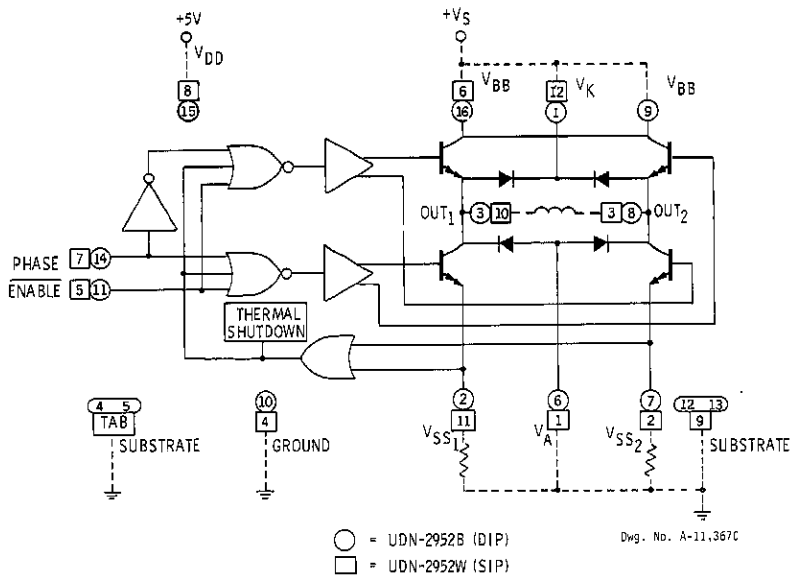 +5V
+VS
VDD
8
15
6
VBB
12
VK
VBB
16
1
9
OUT1
3
10
3
8
OUT2
PHASE
7
14
ENABLE
5
11
THERMAL
SHUTDOWN
4 5
TAB
SUBSTRATE
10
4
GROUND
2
11
VSS1
6
1
VA
7
2
VSS2
12 13
9
SUBSTRATE
= UDN-2952B (DIP)
= UDN-2952W (SIP)
Dwg. No. A-11,367C